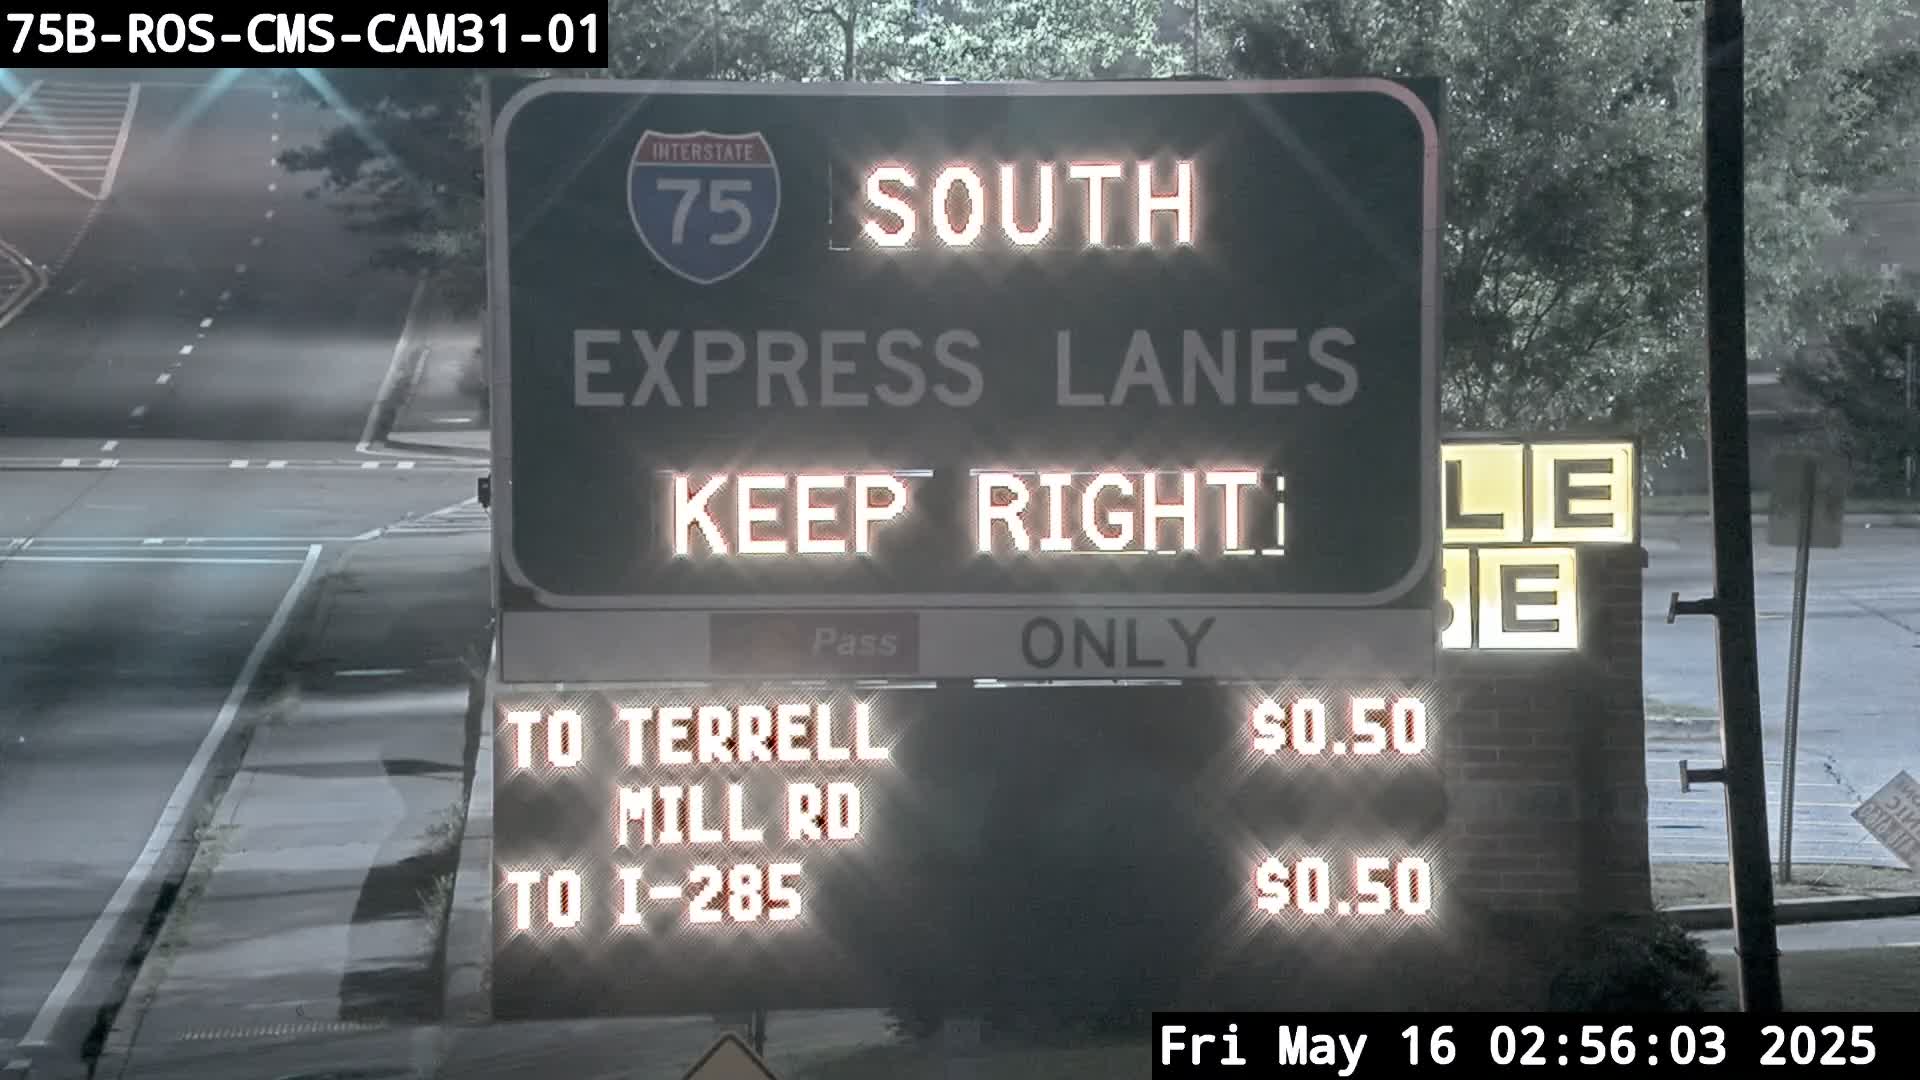 75B-ROS-CMS-CAM31-01
INTERSTATE
75
SOUTH
EXPRESS LANES
KEEP RIGHT
Pass ONLY
TO TERRELL $0.50
MILL RD
TO I-285 $0.50
LE
E
Fri May 16 02:56:03 2025